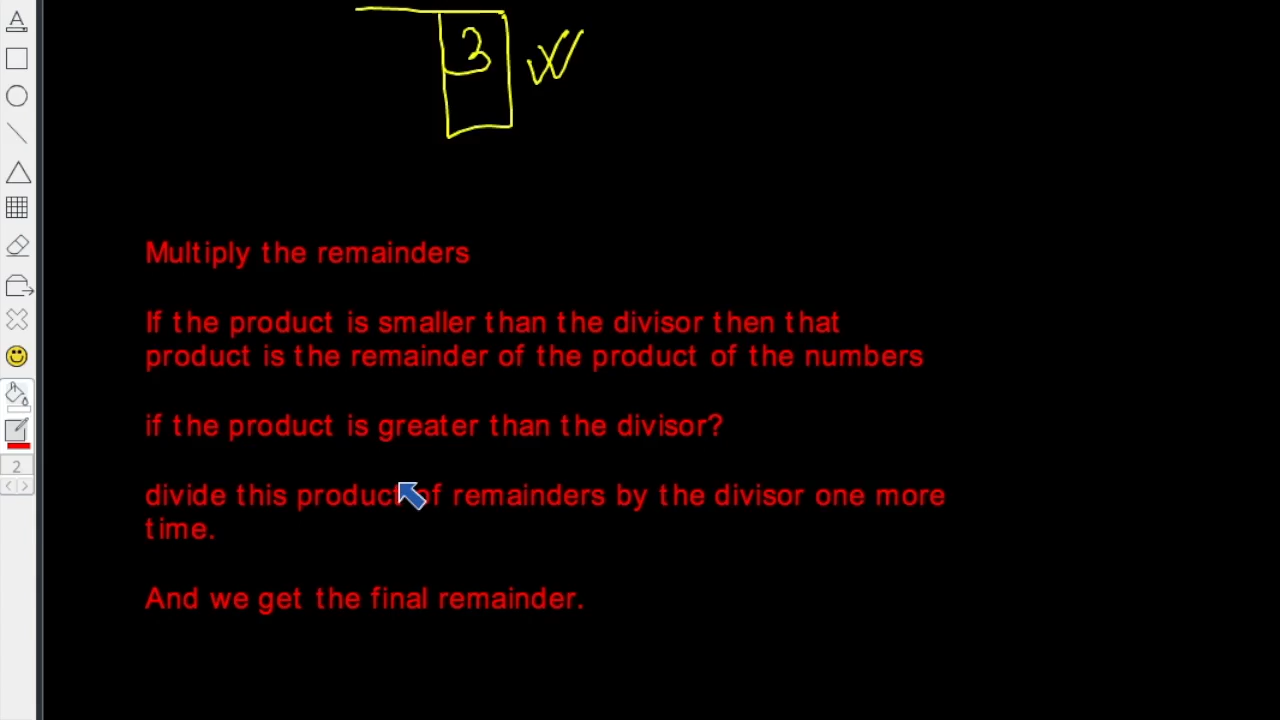 3
Multiply the remainders
If the product is smaller than the divisor then that
product is the remainder of the product of the numbers
if the product is greater than the divisor?
divide this product of remainders by the divisor one more
time.
And we get the final remainder.
A
2